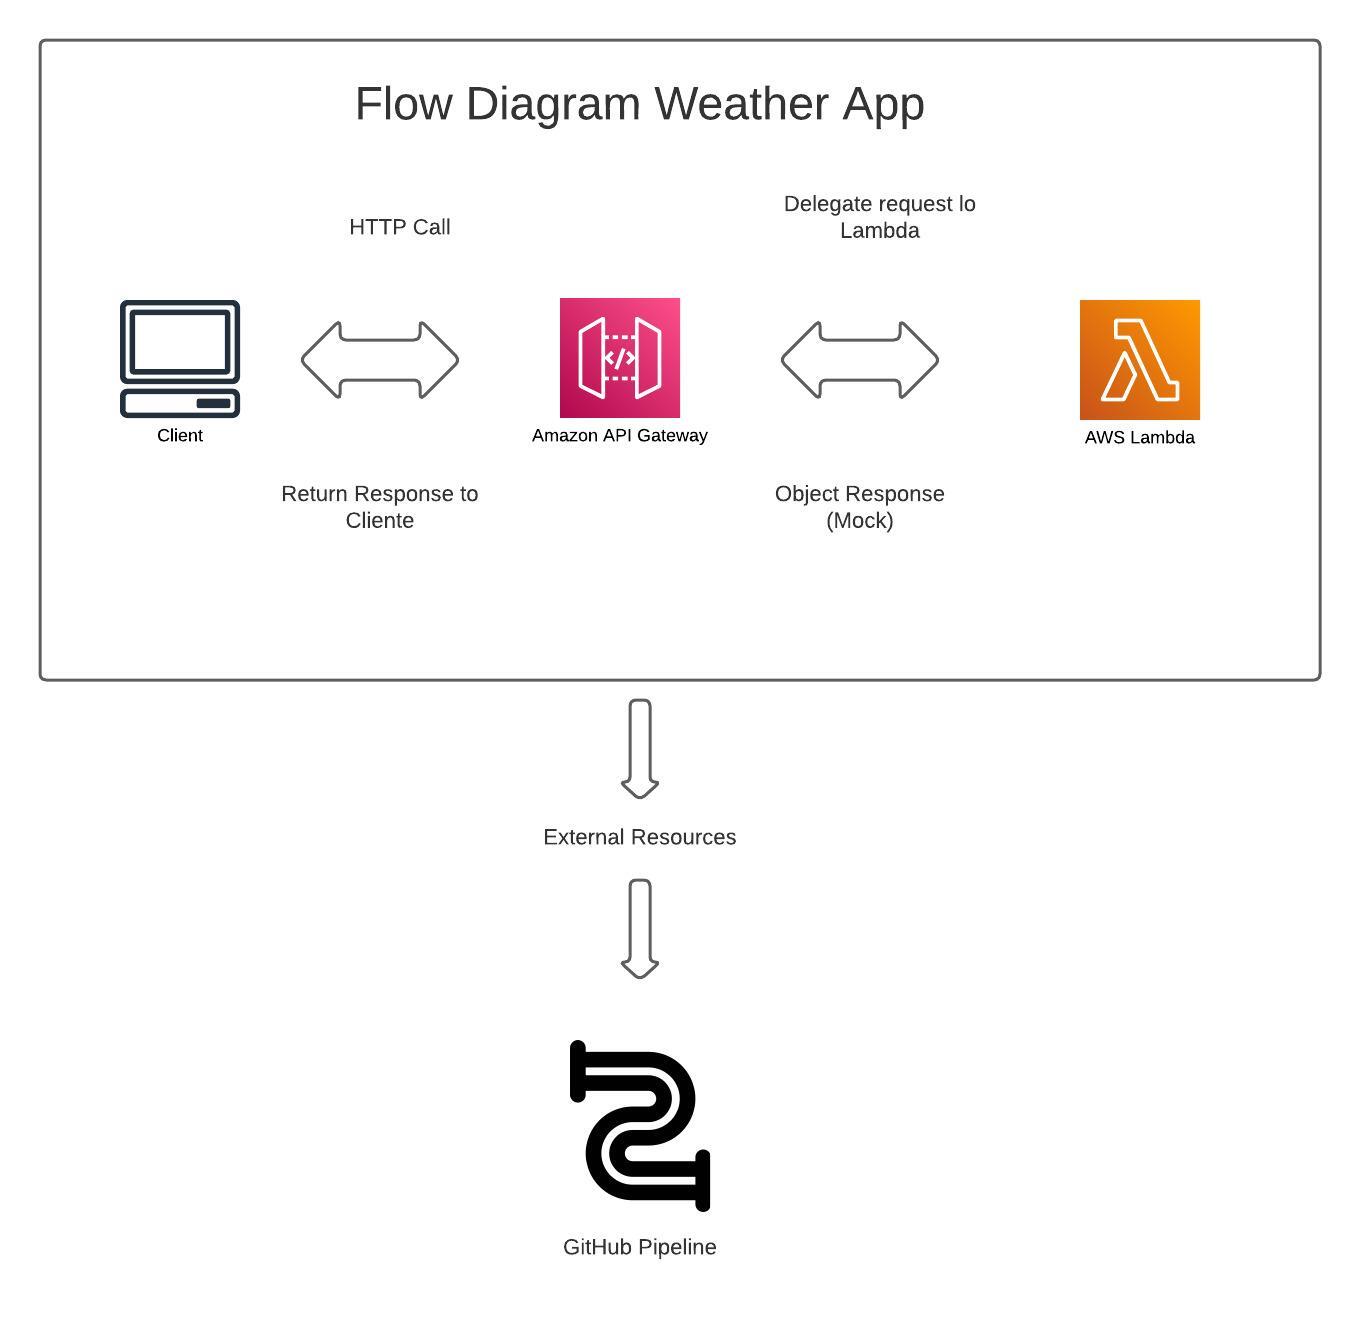 Flow Diagram Weather App
HTTP Call
Delegate request lo
Lambda
Client
Amazon API Gateway
AWS Lambda
Return Response to
Cliente
Object Response
(Mock)
External Resources
GitHub Pipeline